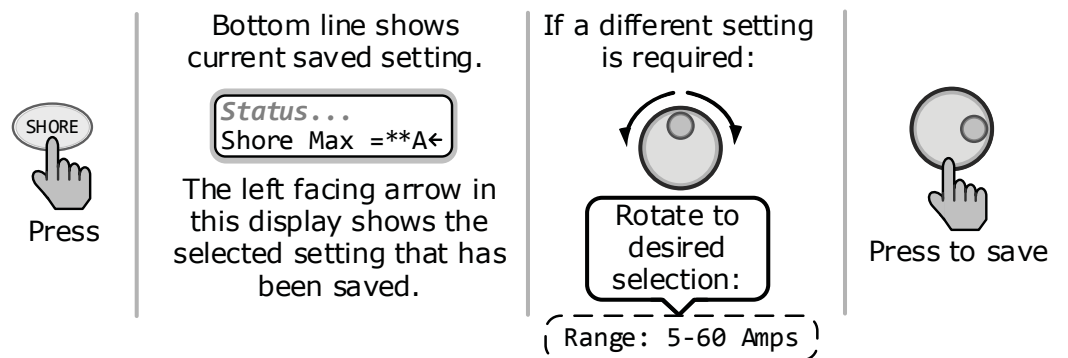 SHORE
Press
Bottom line shows
current saved setting.
Status...
Shore Max =**A←
The left facing arrow in
this display shows the
selected setting that has
been saved.
If a different setting
is required:
Rotate to
desired
selection:
Range: 5-60 Amps
Press to save